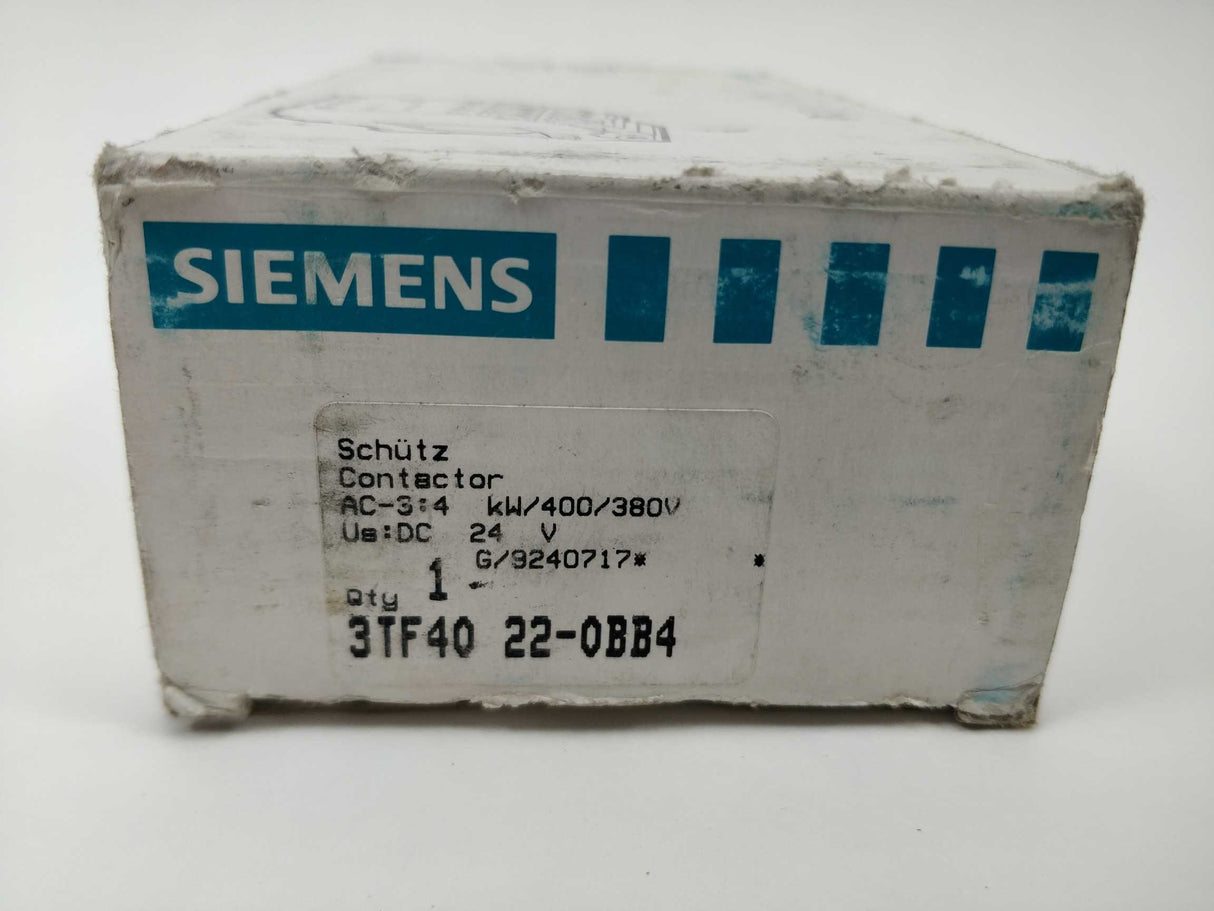 SIEMENS
Schütz
Contactor
AC-3:4 kW/400/380V
Us:DC 24 V
G/9240717* *
Qty 1
3TF40 22-0BB4